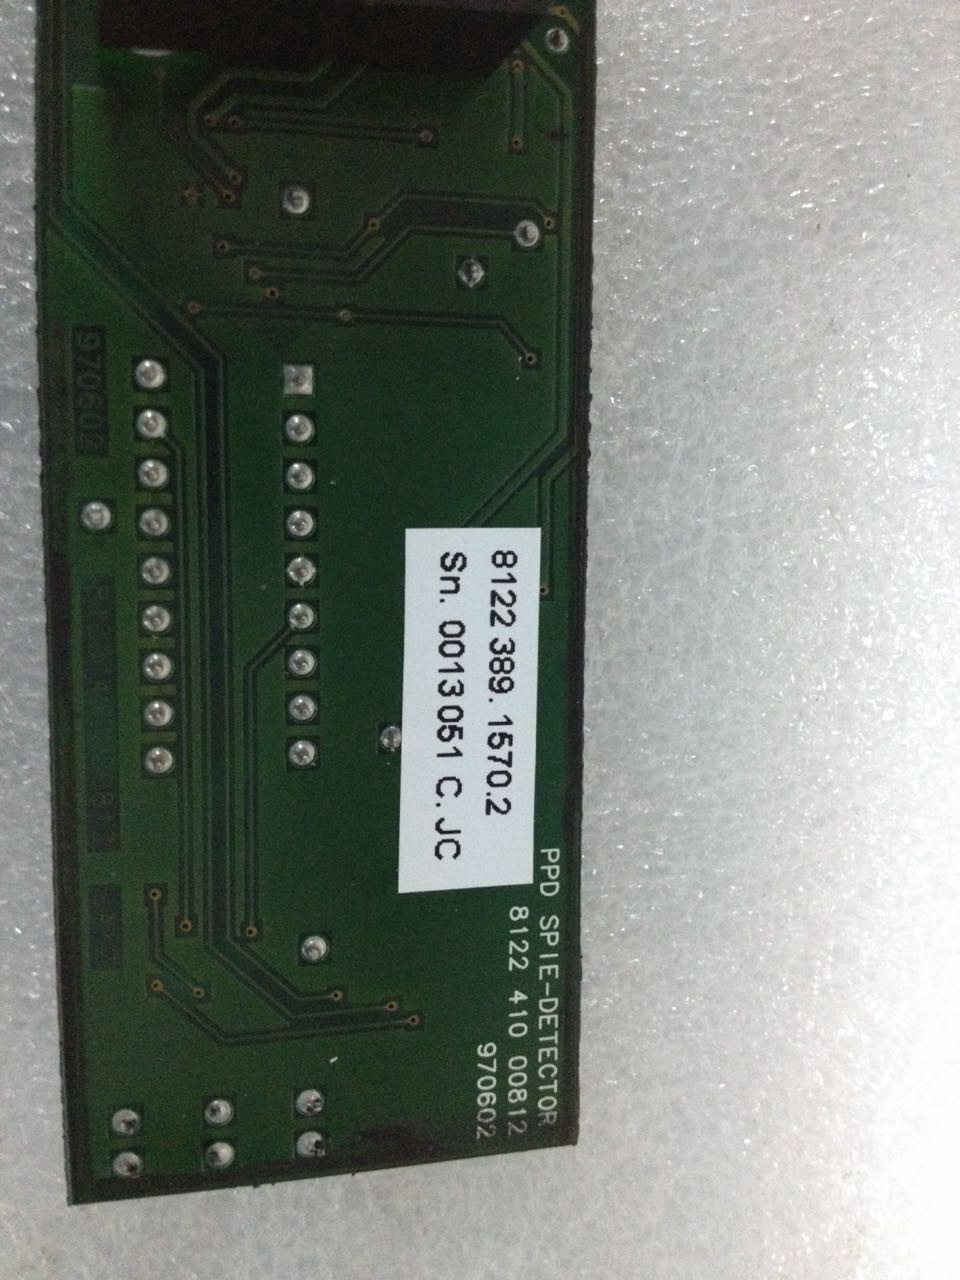 8122 389. 1570.2
Sn. 0013051 C. JC
PPD SPIE-DETECTOR
8122 410 00812
970602
970602